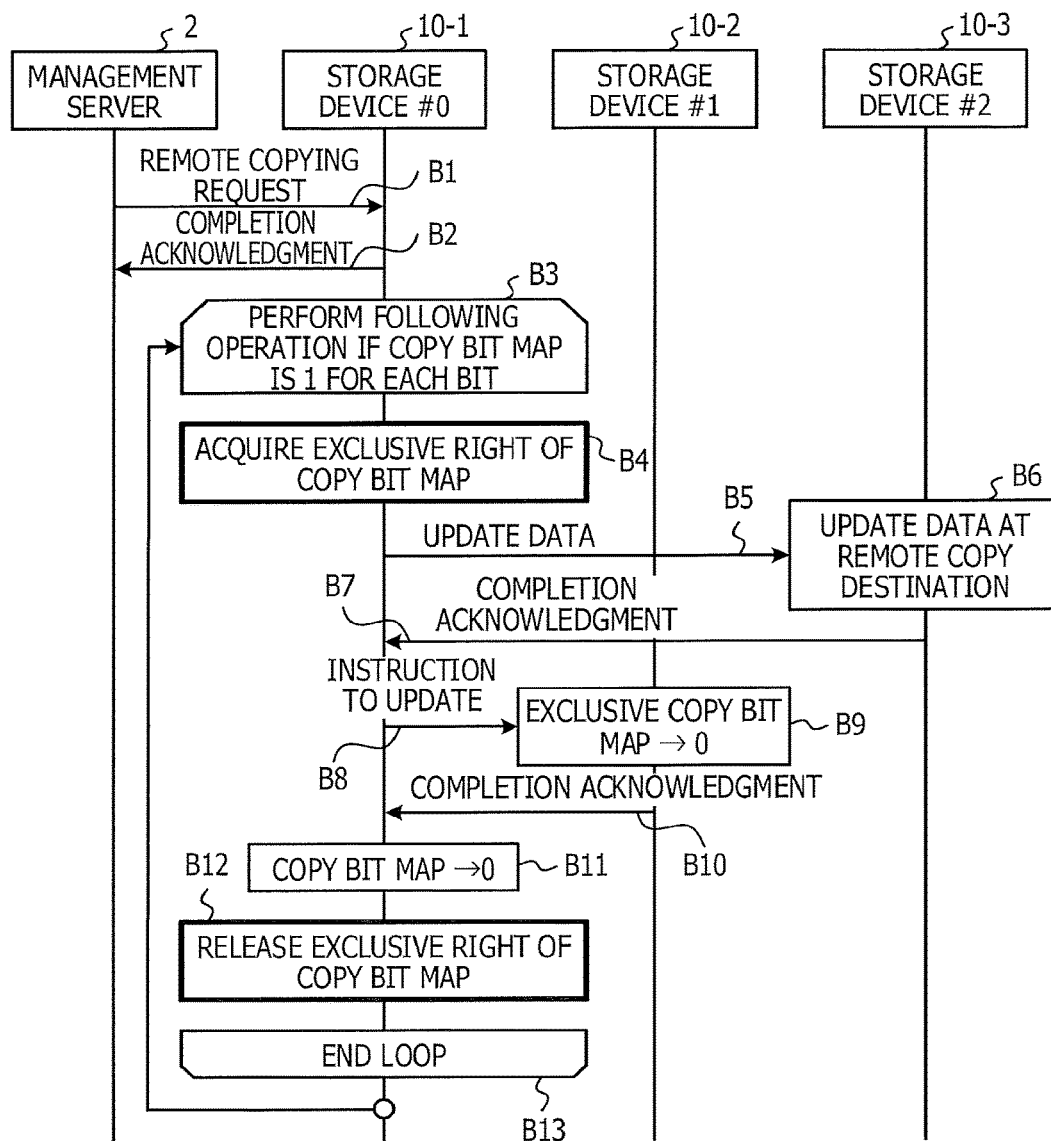 2
10-1
10-2
10-3
MANAGEMENT
SERVER
STORAGE
DEVICE #0
STORAGE
DEVICE #1
STORAGE
DEVICE #2
REMOTE COPYING
REQUEST
B1
COMPLETION
ACKNOWLEDGMENT
B2
B3
PERFORM FOLLOWING
OPERATION IF COPY BIT MAP
IS 1 FOR EACH BIT
ACQUIRE EXCLUSIVE RIGHT OF
COPY BIT MAP
B4
UPDATE DATA
B5
B6
UPDATE DATA AT
REMOTE COPY
DESTINATION
B7
COMPLETION
ACKNOWLEDGMENT
INSTRUCTION
TO UPDATE
B8
EXCLUSIVE COPY BIT
MAP → 0
B9
COMPLETION ACKNOWLEDGMENT
B10
COPY BIT MAP →0
B11
B12
RELEASE EXCLUSIVE RIGHT OF
COPY BIT MAP
END LOOP
B13